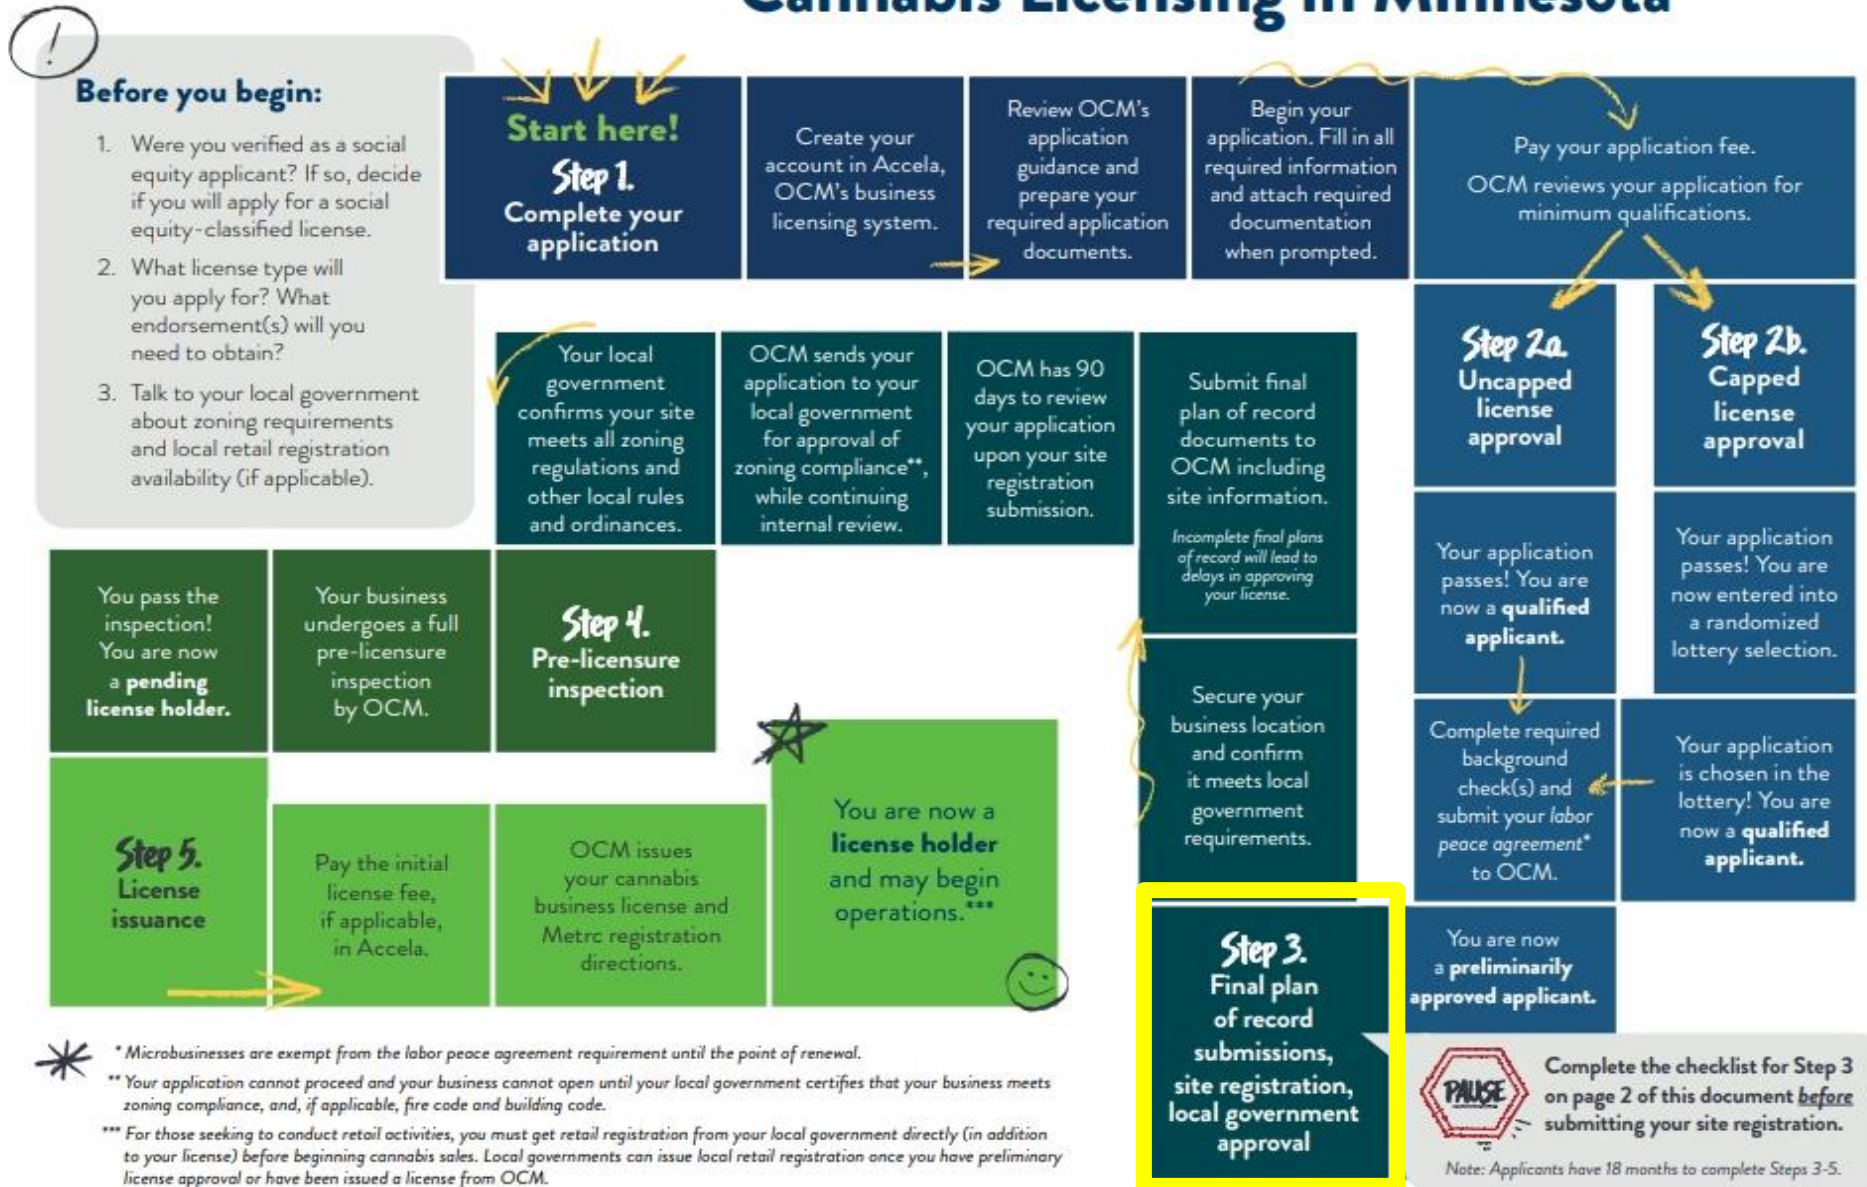 Cannabis Licensing in Minnesota
!
Before you begin:
1. Were you verified as a social
equity applicant? If so, decide
if you will apply for a social
equity-classified license.
2. What license type will
you apply for? What
endorsement(s) will you
need to obtain?
3. Talk to your local government
about zoning requirements
and local retail registration
availability (if applicable).
Start here!
Step 1.
Complete your
application
Create your
account in Accela,
OCM's business
licensing system.
Review OCM's
application
guidance and
prepare your
required application
documents.
Begin your
application. Fill in all
required information
and attach required
documentation
when prompted.
Pay your application fee.
OCM reviews your application for
minimum qualifications.
Step 2a.
Uncapped
license
approval
Your application
passes! You are
now a qualified
applicant.
Step 2b.
Capped
license
approval
Your application
passes! You are
now entered into
a randomized
lottery selection.
Your application
is chosen in the
lottery! You are
now a qualified
applicant.
Complete required
background
check(s) and
submit your labor
peace agreement*
to OCM.
You are now
a preliminarily
approved applicant.
Step 3.
Final plan
of record
submissions,
site registration,
local government
approval
PAUSE
Complete the checklist for Step 3
on page 2 of this document before
submitting your site registration.
Note: Applicants have 18 months to complete Steps 3-5.
Secure your
business location
and confirm
it meets local
government
requirements.
Submit final
plan of record
documents to
OCM including
site information.
Incomplete final plans
of record will lead to
delays in approving
your license.
OCM has 90
days to review
your application
upon your site
registration
submission.
OCM sends your
application to your
local government
for approval of
zoning compliance**,
while continuing
internal review.
Your local
government
confirms your site
meets all zoning
regulations and
other local rules
and ordinances.
Step 4.
Pre-licensure
inspection
Your business
undergoes a full
pre-licensure
inspection
by OCM.
You pass the
inspection!
You are now
a pending
license holder.
Step 5.
License
issuance
Pay the initial
license fee,
if applicable,
in Accela.
OCM issues
your cannabis
business license and
Metrc registration
directions.
You are now a
license holder
and may begin
operations.***
* Microbusinesses are exempt from the labor peace agreement requirement until the point of renewal.
** Your application cannot proceed and your business cannot open until your local government certifies that your business meets
zoning compliance, and, if applicable, fire code and building code.
*** For those seeking to conduct retail activities, you must get retail registration from your local government directly (in addition
to your license) before beginning cannabis sales. Local governments can issue local retail registration once you have preliminary
license approval or have been issued a license from OCM.